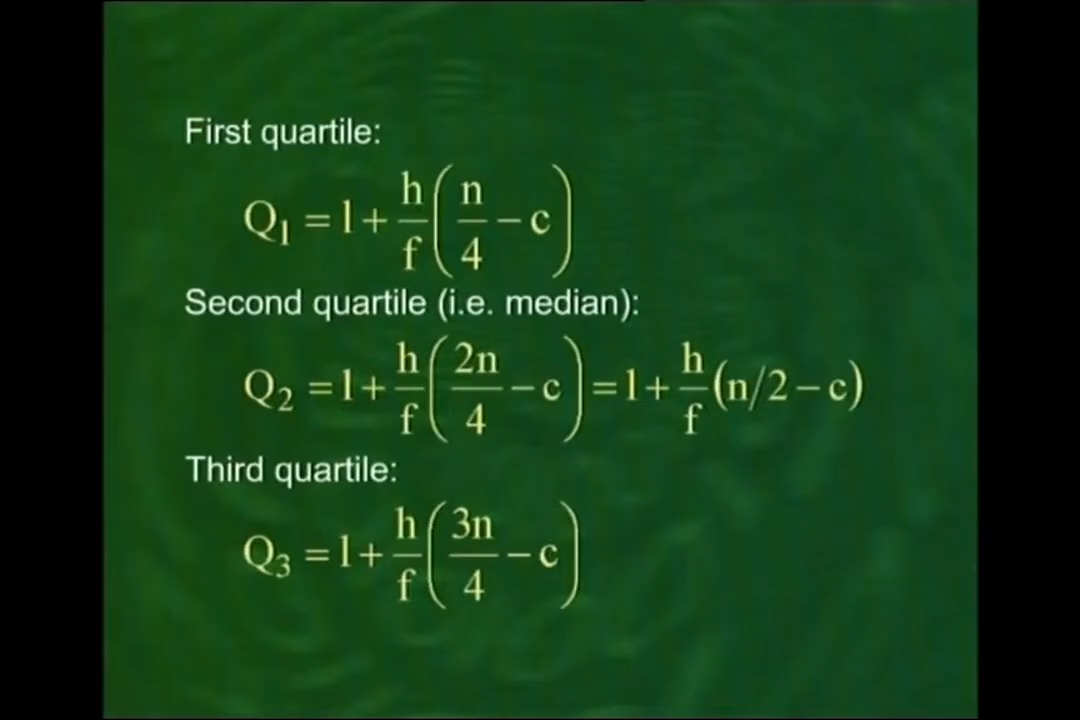 First quartile:
Q₁ = l + h/f (n/4 − c)
Second quartile (i.e. median):
Q₂ = l + h/f (2n/4 − c) = l + h/f (n/2 − c)
Third quartile:
Q₃ = l + h/f (3n/4 − c)